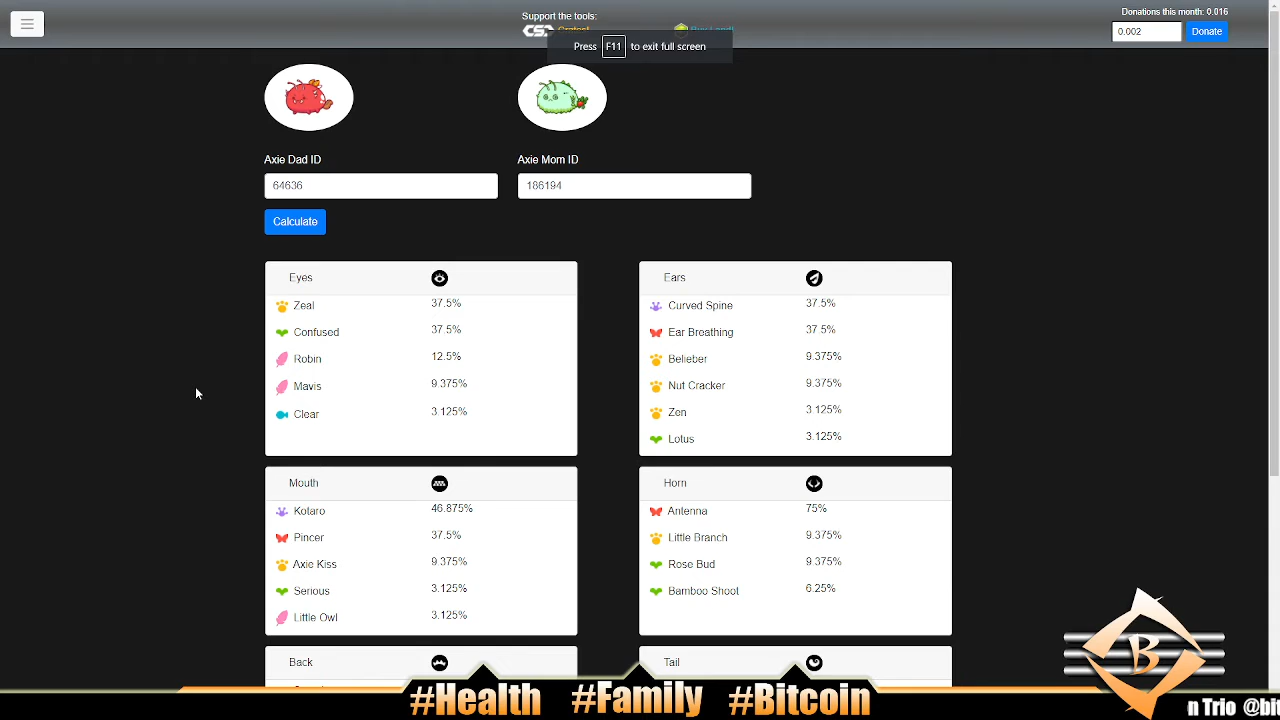 Support the tools:
Donations this month: 0.016
0.002
Donate
Press F11 to exit full screen
Axie Dad ID
Axie Mom ID
64636
186194
Calculate
Eyes
Zeal 37.5%
Confused 37.5%
Robin 12.5%
Mavis 9.375%
Clear 3.125%
Ears
Curved Spine 37.5%
Ear Breathing 37.5%
Belieber 9.375%
Nut Cracker 9.375%
Zen 3.125%
Lotus 3.125%
Mouth
Kotaro 46.875%
Pincer 37.5%
Axie Kiss 9.375%
Serious 3.125%
Little Owl 3.125%
Horn
Antenna 75%
Little Branch 9.375%
Rose Bud 9.375%
Bamboo Shoot 6.25%
Back
Tail
B
#Health #Family #Bitcoin
n Trio @bi